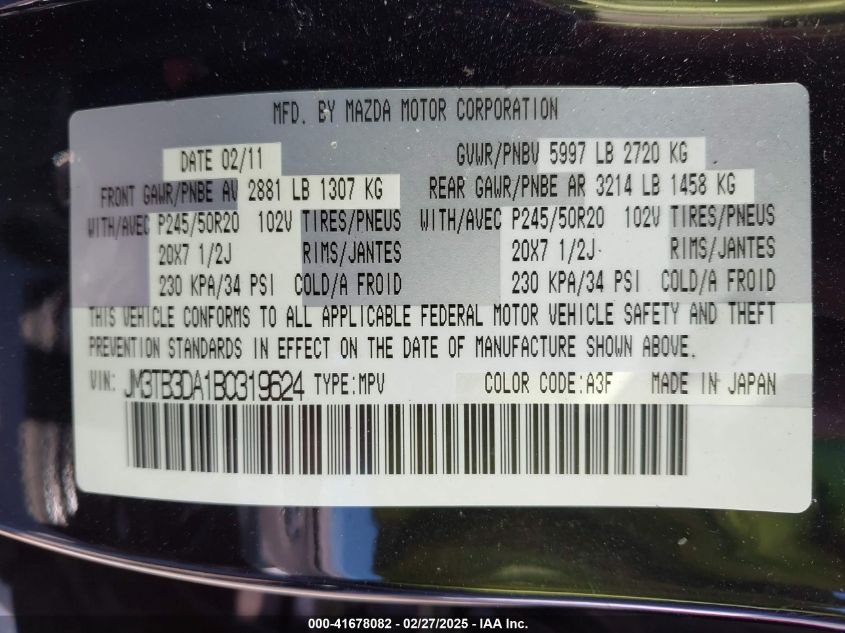 MFD. BY MAZDA MOTOR CORPORATION
DATE 02/11 GVWR/PNBV 5997 LB 2720 KG
FRONT GAWR/PNBE AV 2881 LB 1307 KG REAR GAWR/PNBE AR 3214 LB 1458 KG
WITH/AVEC P245/50R20 102V TIRES/PNEUS WITH/AVEC P245/50R20 102V TIRES/PNEUS
20X7 1/2J RIMS/JANTES 20X7 1/2J RIMS/JANTES
230 KPA/34 PSI COLD/A FROID 230 KPA/34 PSI COLD/A FROID
THIS VEHICLE CONFORMS TO ALL APPLICABLE FEDERAL MOTOR VEHICLE SAFETY AND THEFT
PREVENTION STANDARDS IN EFFECT ON THE DATE OF MANUFACTURE SHOWN ABOVE.
VIN: JM3TB3DA1B0319624 TYPE:MPV COLOR CODE:A3F MADE IN JAPAN
000-41678082 - 02/27/2025 - IAA Inc.